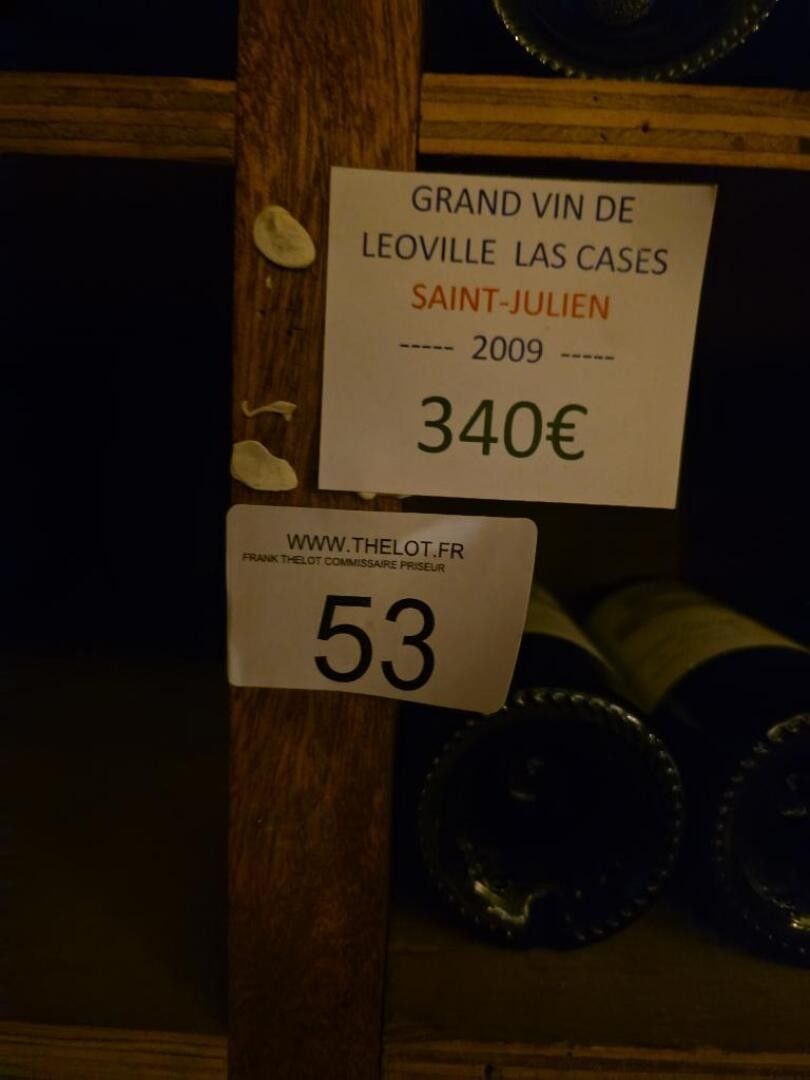 GRAND VIN DE
LEOVILLE LAS CASES
SAINT-JULIEN
----- 2009 -----
340€
WWW.THELOT.FR
FRANK THELOT COMMISSAIRE PRISEUR
53